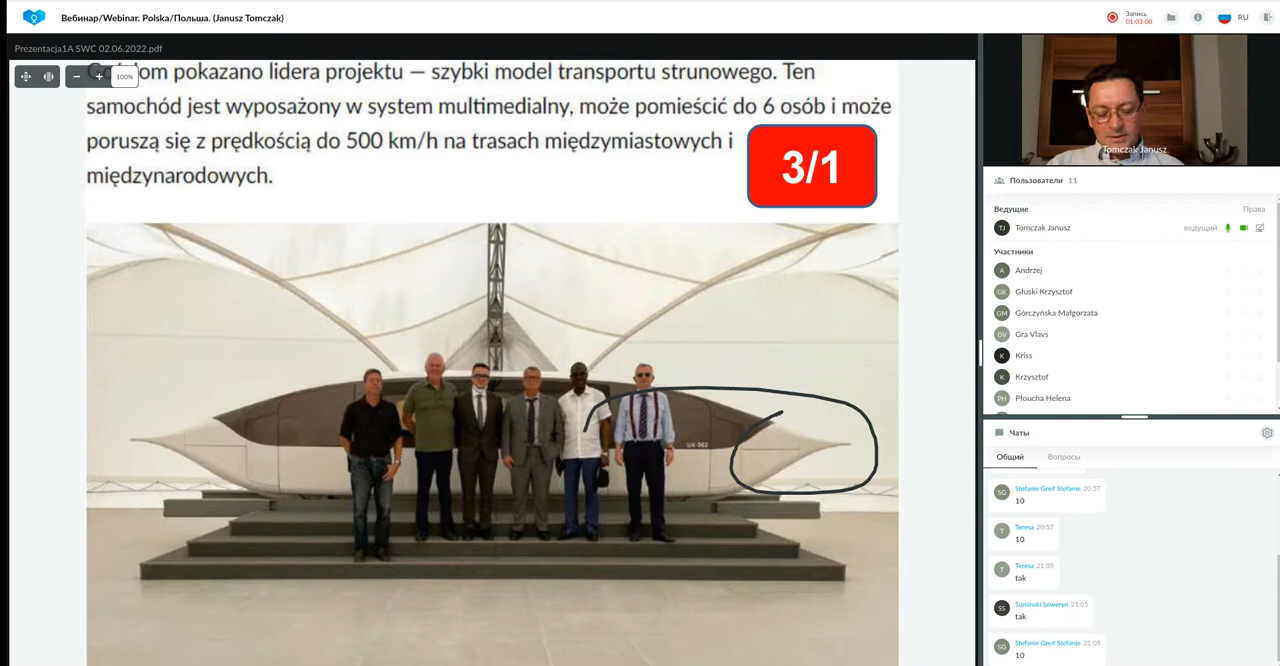 Вебинар/Webinar. Polska/Польша. (Janusz Tomczak)
Запись
01:03:00
RU
Prezentacja1A SWC 02.06.2022.pdf
100%
pokazano lidera projektu — szybki model transportu strunowego. Ten
samochód jest wyposażony w system multimedialny, może pomieścić do 6 osób i może
poruszą się z prędkością do 500 km/h na trasach międzymiastowych i
międzynarodowych.
3/1
U4-362
Tomczak Janusz
Пользователи 11
Ведущие Права
TJ Tomczak Janusz ведущий
Участники
A Andrzej
GK Głuski Krzysztof
GM Górczyńska Małgorzata
GV Gra Vlavs
K Kriss
K Krzysztof
PH Płoucha Helena
Чаты
Общий Вопросы
SG Stefanie Greif Stefanie 20:57
10
T Teresa 20:57
10
T Teresa 21:05
tak
SS Suminski Seweryn 21:05
tak
SG Stefanie Greif Stefanie 21:05
10